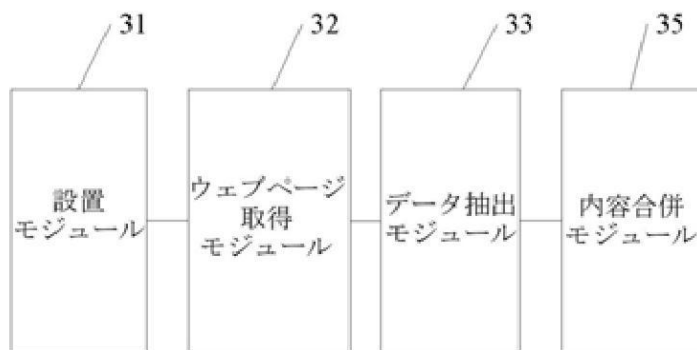 31
32
33
35
設置
モジュール
ウェブページ
取得
モジュール
データ抽出
モジュール
内容合併
モジュール